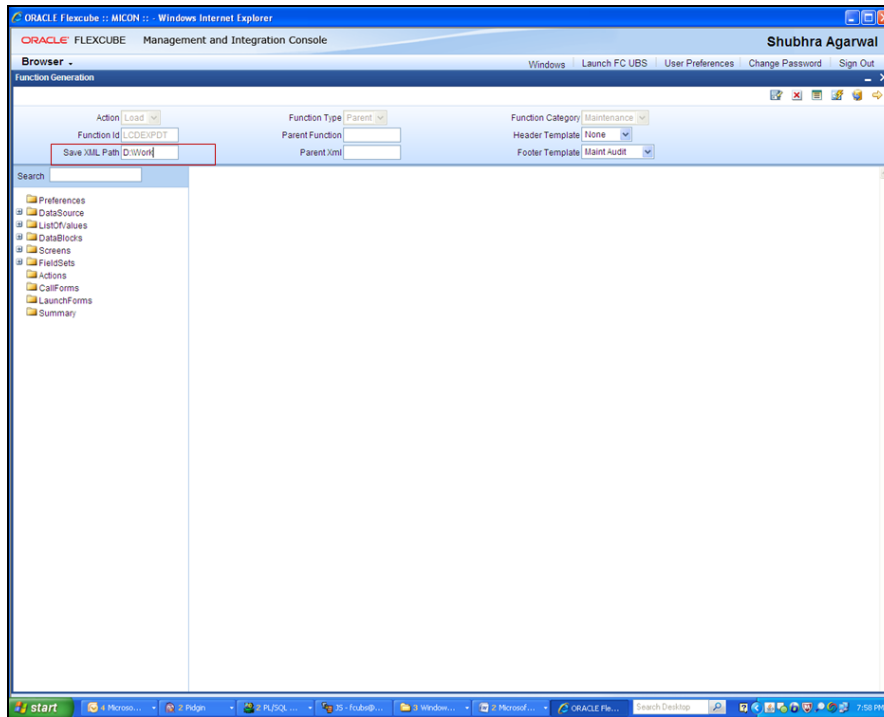 ORACLE Flexcube :: MICON :: - Windows Internet Explorer
ORACLE FLEXCUBE Management and Integration Console Shubhra Agarwal
Browser Windows Launch FC UBS User Preferences Change Password Sign Out
Function Generation
Action Load Function Type Parent Function Category Maintenance
Function Id LCDEXPDT Parent Function Header Template None
Save XML Path D:\Work Parent Xml Footer Template Maint Audit
Search
Preferences
DataSource
ListOfValues
DataBlocks
Screens
FieldSets
Actions
CallForms
LaunchForms
Summary
start 4 Microso... 2 Pidgin 2 PL/SQL ... JS - fcubs@... 3 Window... 2 Microsof... ORACLE Fle... Search Desktop 7:58 PM